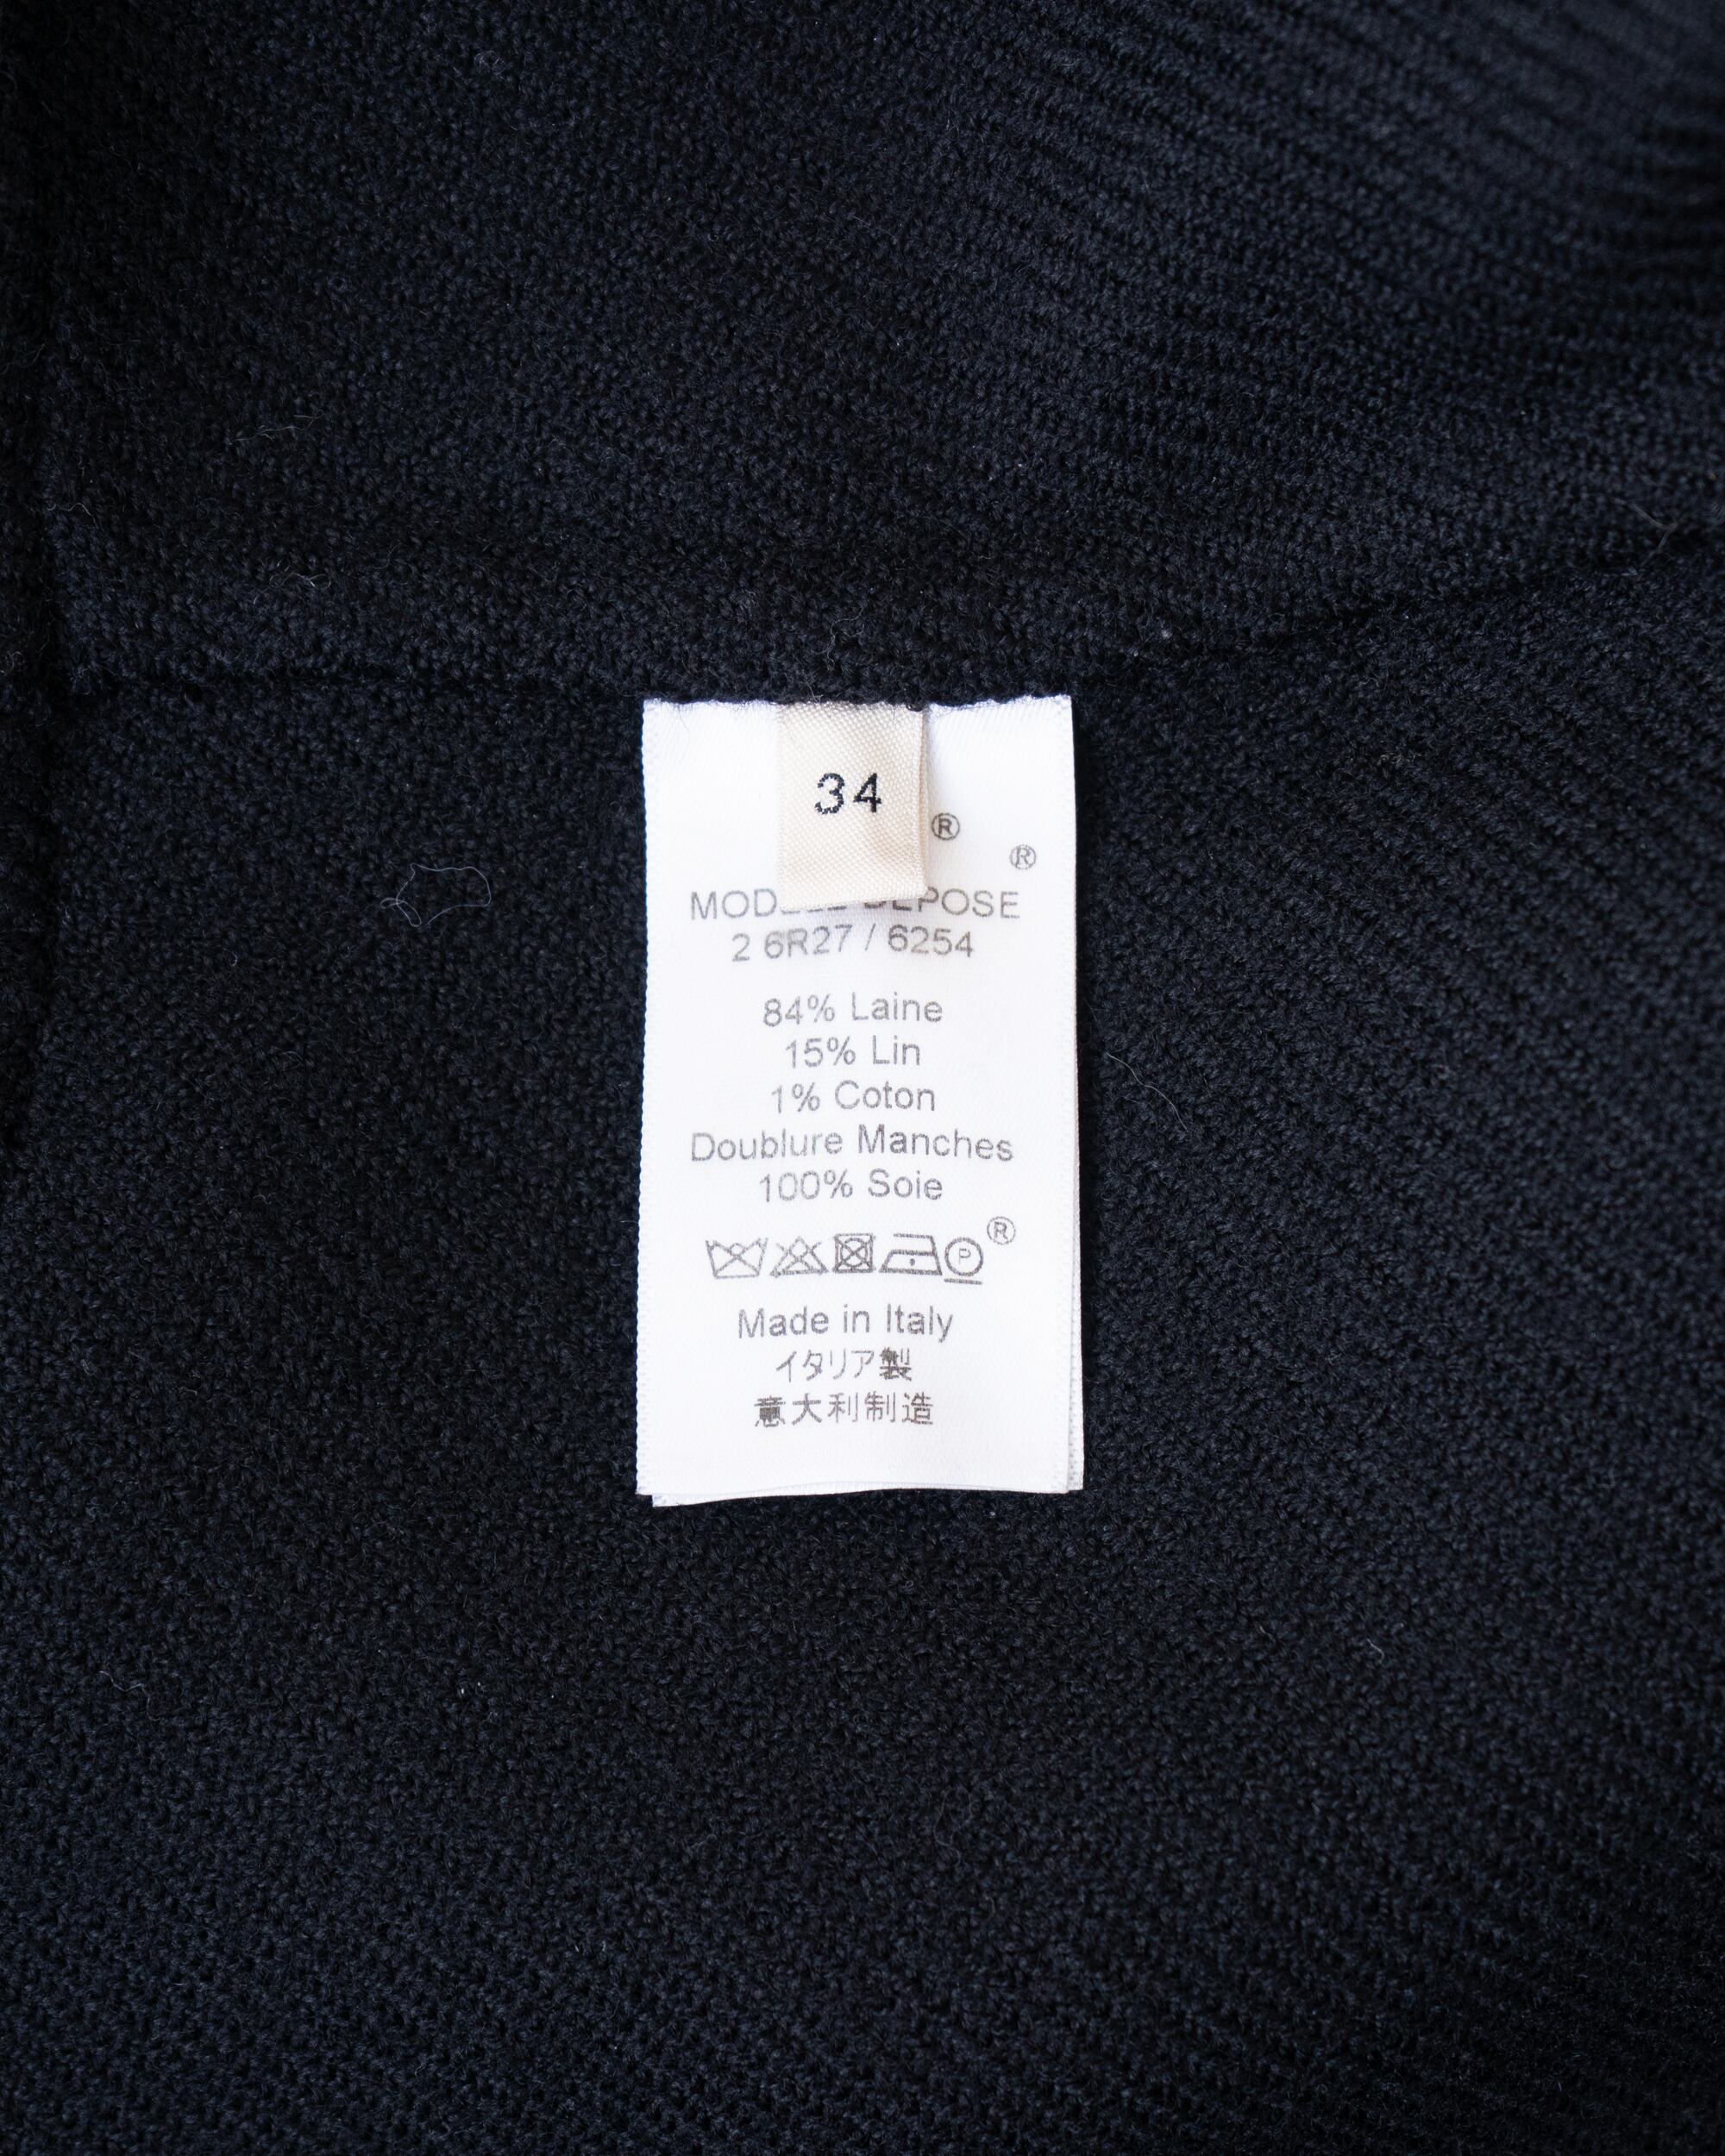 34
®
®
DEPOSE
2 6R27 / 6254
84% Laine
15% Lin
1% Coton
Doublure Manches
100% Soie
P ®
Made in Italy
イタリア製
意大利制造